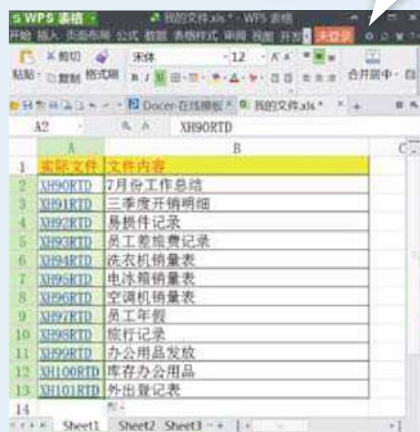 S WPS 表格 我的文件.xls * - WPS 表格
开始 插入 页面布局 公式 数据 表格样式 审阅 视图 开发 未登录
粘贴 剪切 复制 格式刷 宋体 12 B I U 合并居中
Docer-在线模板 我的文件.xls *
A2 XH90RTD
A B C
1 实际文件 文件内容
2 XH90RTD 7月份工作总结
3 XH91RTD 三季度开销明细
4 XH92RTD 易损件记录
5 XH93RTD 员工差旅费记录
6 XH94RTD 洗衣机销量表
7 XH95RTD 电冰箱销量表
8 XH96RTD 空调机销量表
9 XH97RTD 员工年假
10 XH98RTD 旅行记录
11 XH99RTD 办公用品发放
12 XH100RTD 库存办公用品
13 XH101RTD 外出登记表
14
Sheet1 Sheet2 Sheet3